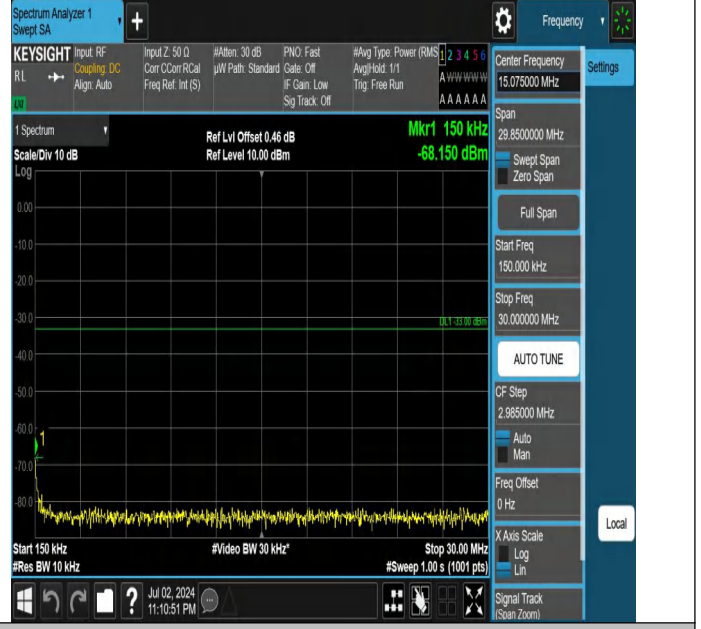 Spectrum Analyzer 1
Swept SA
+
Frequency
KEYSIGHT
RL
LXI
Input: RF
Coupling: DC
Align: Auto
Input Z: 50 Ω
Corr CCorr RCal
Freq Ref: Int (S)
#Atten: 30 dB
µW Path: Standard
PNO: Fast
Gate: Off
IF Gain: Low
Sig Track: Off
#Avg Type: Power (RMS
Avg|Hold: 1/1
Trig: Free Run
1 2 3 4 5 6
A W W W W W
A A A A A A
1 Spectrum
Scale/Div 10 dB
Log
Ref Lvl Offset 0.46 dB
Ref Level 10.00 dBm
Mkr1 150 kHz
-68.150 dBm
0.00
-10.0
-20.0
-30.0
-40.0
-50.0
-60.0
-70.0
-80.0
DL1 -33.00 dBm
1
Start 150 kHz
#Res BW 10 kHz
#Video BW 30 kHz*
Stop 30.00 MHz
#Sweep 1.00 s (1001 pts)
?
Jul 02, 2024
11:10:51 PM
Center Frequency
15.075000 MHz
Settings
Span
29.8500000 MHz
Swept Span
Zero Span
Full Span
Start Freq
150.000 kHz
Stop Freq
30.000000 MHz
AUTO TUNE
CF Step
2.985000 MHz
Auto
Man
Freq Offset
0 Hz
Local
X Axis Scale
Log
Lin
Signal Track
(Span Zoom)